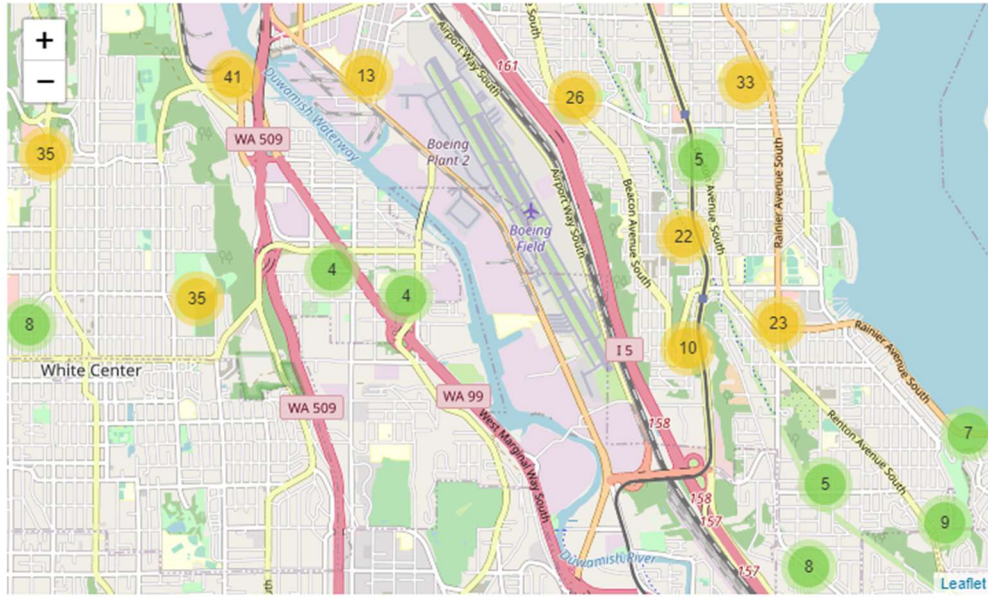 +
−
41
13
26
33
161
Airport Way South
Duwamish Waterway
WA 509
Boeing
Plant 2
35
5
Beacon Avenue South
Airport Way South
Rainier Avenue South
Boeing
Field
22
4
4
35
8
23
10
I 5
Rainier Avenue South
White Center
WA 509
WA 99
158
West Marginal Way South
Renton Avenue South
7
5
9
158
157
8
157
Duwamish River
Leaflet